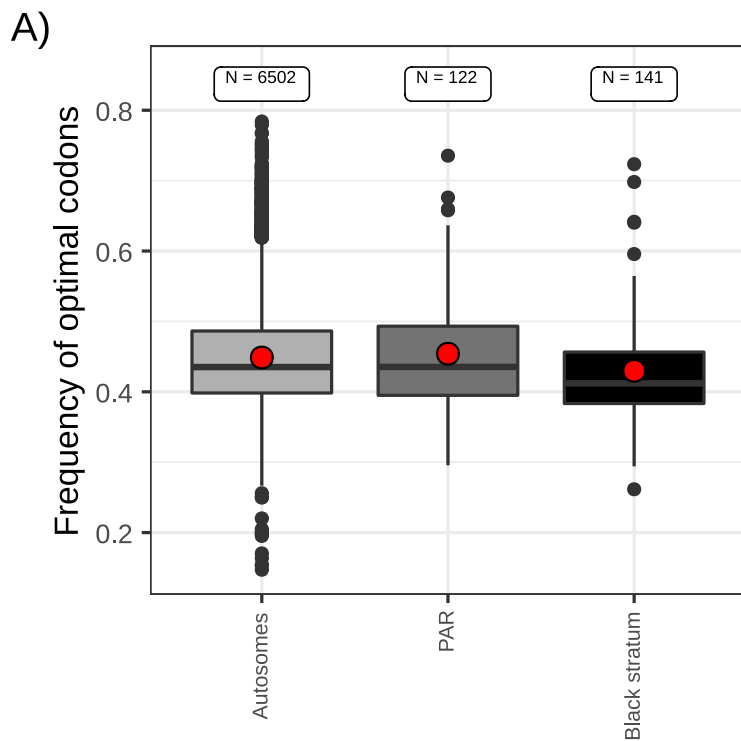 A)
N = 6502
N = 122
N = 141
Frequency of optimal codons
0.8
0.6
0.4
0.2
Autosomes
PAR
Black stratum